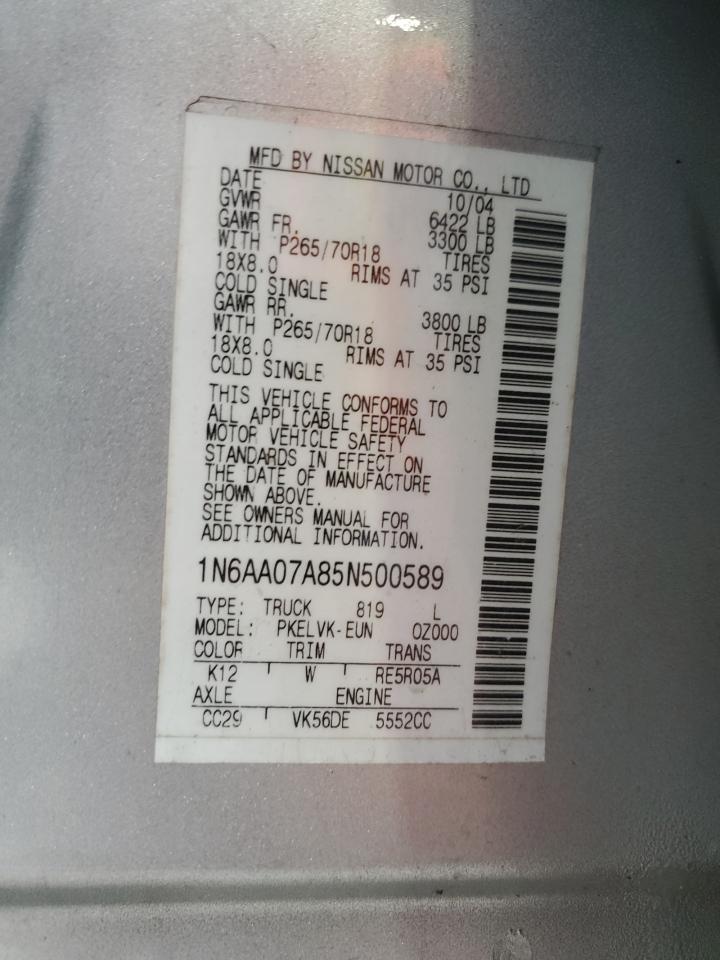 MFD BY NISSAN MOTOR CO., LTD
DATE 10/04
GVWR 6422 LB
GAWR FR. 3300 LB
WITH P265/70R18 TIRES
18X8.0 RIMS AT 35 PSI
COLD SINGLE
GAWR RR. 3800 LB
WITH P265/70R18 TIRES
18X8.0 RIMS AT 35 PSI
COLD SINGLE
THIS VEHICLE CONFORMS TO
ALL APPLICABLE FEDERAL
MOTOR VEHICLE SAFETY
STANDARDS IN EFFECT ON
THE DATE OF MANUFACTURE
SHOWN ABOVE.
SEE OWNERS MANUAL FOR
ADDITIONAL INFORMATION.
1N6AA07A85N500589
TYPE: TRUCK 819 L
MODEL: PKELVK-EUN 0Z000
COLOR TRIM TRANS
K12 W RE5R05A
AXLE ENGINE
CC29 VK56DE 5552CC